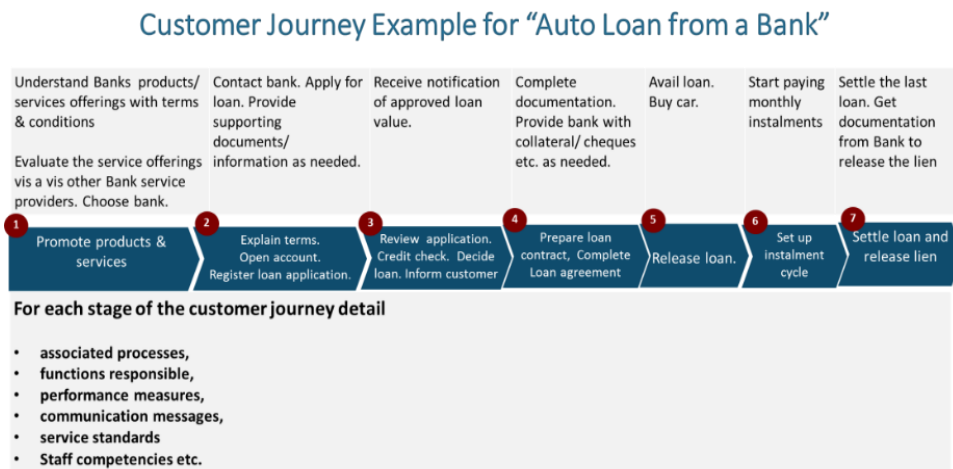 Customer Journey Example for “Auto Loan from a Bank”
Understand Banks products/
services offerings with terms
& conditions
Evaluate the service offerings
vis a vis other Bank service
providers. Choose bank.
Contact bank. Apply for
loan. Provide
supporting
documents/
information as needed.
Receive notification
of approved loan
value.
Complete
documentation.
Provide bank with
collateral/ cheques
etc. as needed.
Avail loan.
Buy car.
Start paying
monthly
instalments
Settle the last
loan. Get
documentation
from Bank to
release the lien
1
Promote products &
services
2
Explain terms.
Open account.
Register loan application.
3
Review application.
Credit check. Decide
loan. Inform customer
4
Prepare loan
contract, Complete
Loan agreement
5
Release loan.
6
Set up
instalment
cycle
7
Settle loan and
release lien
For each stage of the customer journey detail
• associated processes,
• functions responsible,
• performance measures,
• communication messages,
• service standards
• Staff competencies etc.